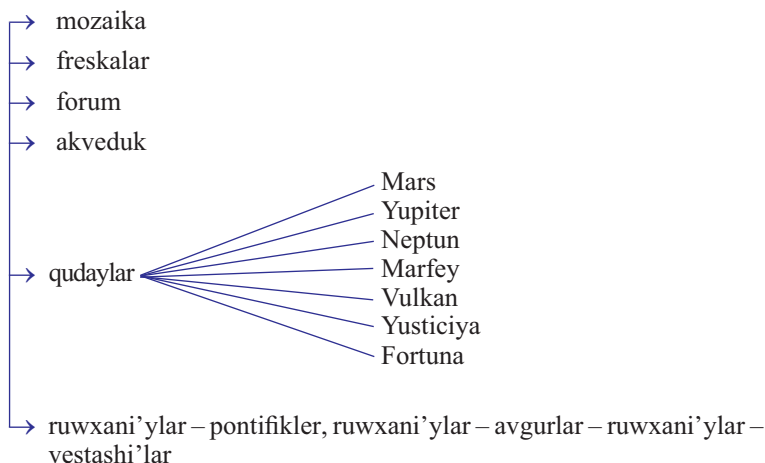 mozaika
freskalar
forum
akveduk
Mars
Yupiter
Neptun
qudaylar
Marfey
Vulkan
Yusticiya
Fortuna
ruwxani’ylar – pontifikler, ruwxani’ylar – avgurlar – ruwxani’ylar –
vestashi’lar